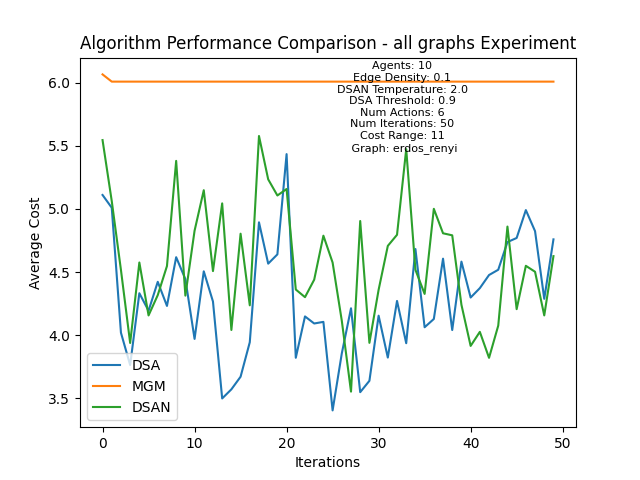 Algorithm Performance Comparison - all graphs Experiment
Agents: 10
Edge Density: 0.1
DSAN Temperature: 2.0
DSA Threshold: 0.9
Num Actions: 6
Num Iterations: 50
Cost Range: 11
Graph: erdos_renyi
6.0
5.5
5.0
4.5
4.0
3.5
Average Cost
DSA
MGM
DSAN
0 10 20 30 40 50
Iterations